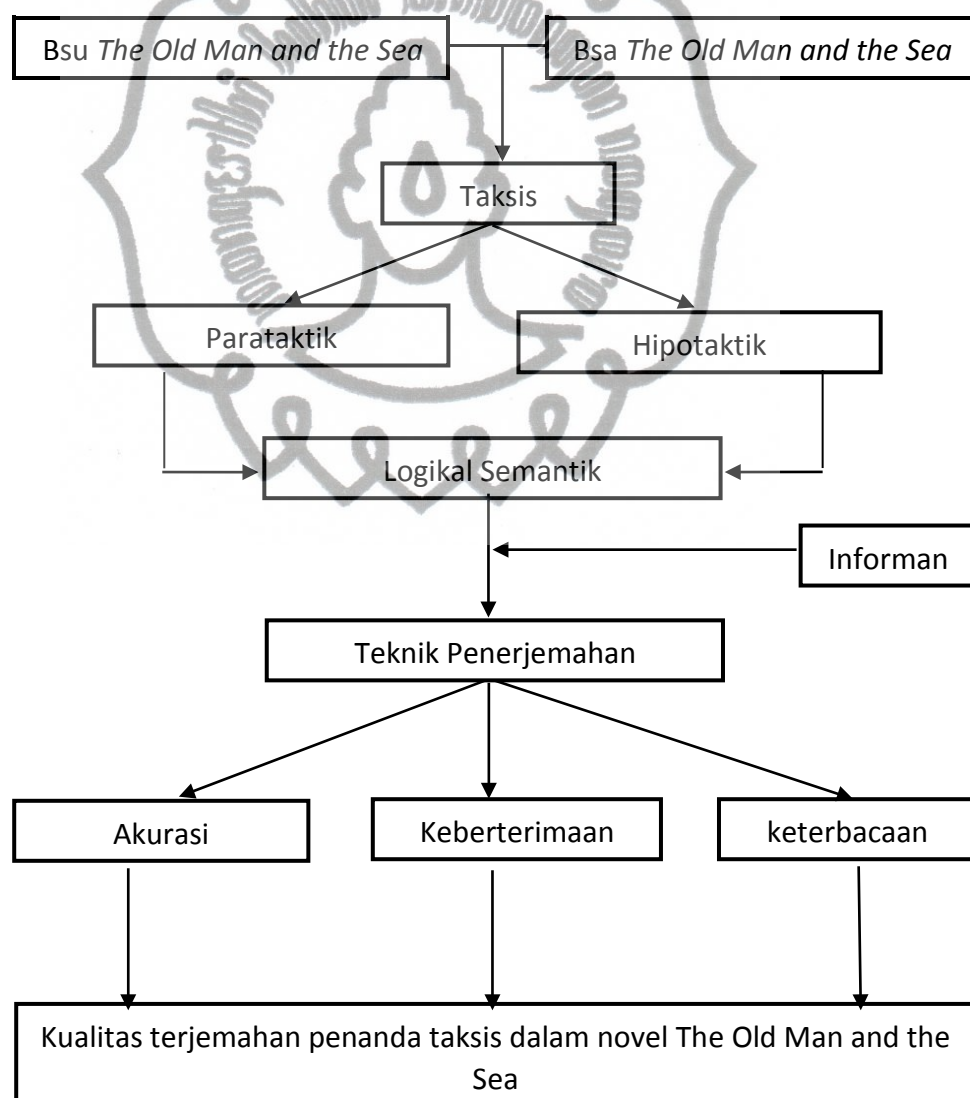 Bsu The Old Man and the Sea
Bsa The Old Man and the Sea
Taksis
Parataktik
Hipotaktik
Logikal Semantik
Informan
Teknik Penerjemahan
Akurasi
Keberterimaan
keterbacaan
Kualitas terjemahan penanda taksis dalam novel The Old Man and the
Sea